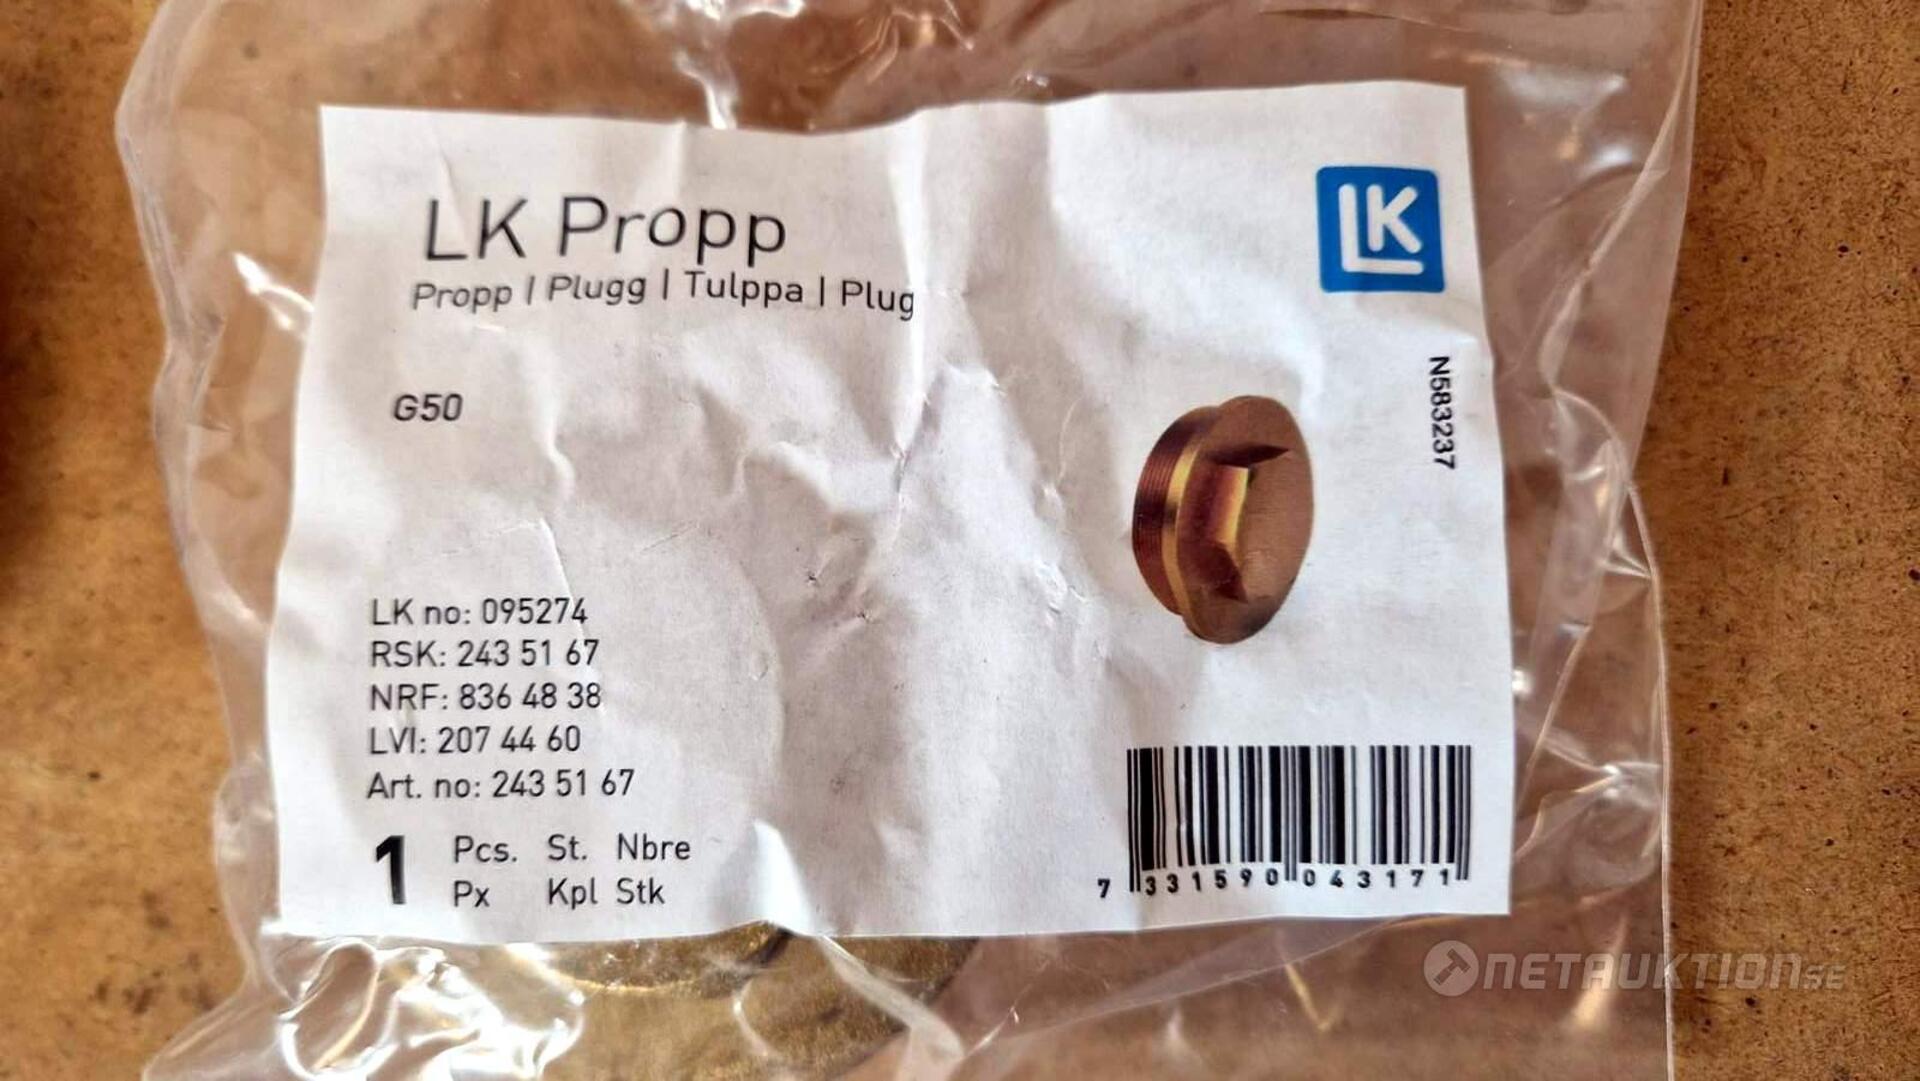 LK Propp
Propp | Plugg | Tulppa | Plug
LK
G50
N583237
LK no: 095274
RSK: 243 51 67
NRF: 836 48 38
LVI: 207 44 60
Art. no: 243 51 67
1 Pcs. St. Nbre
Px Kpl Stk
7 331590 043171
NETAUKTION.SE